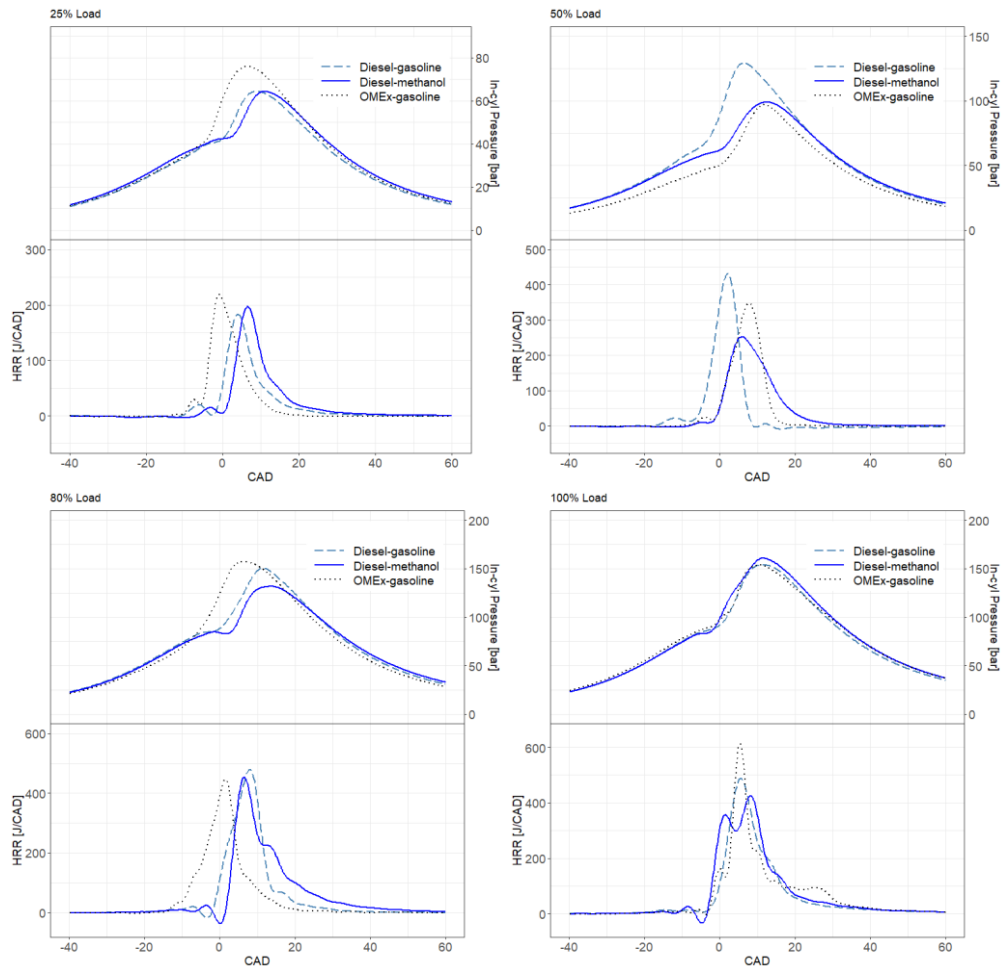 25% Load
Diesel-gasoline
Diesel-methanol
OMEx-gasoline
80
60
40
20
0
In-cyl Pressure [bar]
300
200
100
0
HRR [J/CAD]
-40 -20 0 20 40 60
CAD
50% Load
Diesel-gasoline
Diesel-methanol
OMEx-gasoline
150
100
50
0
In-cyl Pressure [bar]
500
400
300
200
100
0
HRR [J/CAD]
-40 -20 0 20 40 60
CAD
80% Load
Diesel-gasoline
Diesel-methanol
OMEx-gasoline
200
150
100
50
0
In-cyl Pressure [bar]
600
400
200
0
HRR [J/CAD]
-40 -20 0 20 40 60
CAD
100% Load
Diesel-gasoline
Diesel-methanol
OMEx-gasoline
200
150
100
50
0
In-cyl Pressure [bar]
600
400
200
0
HRR [J/CAD]
-40 -20 0 20 40 60
CAD